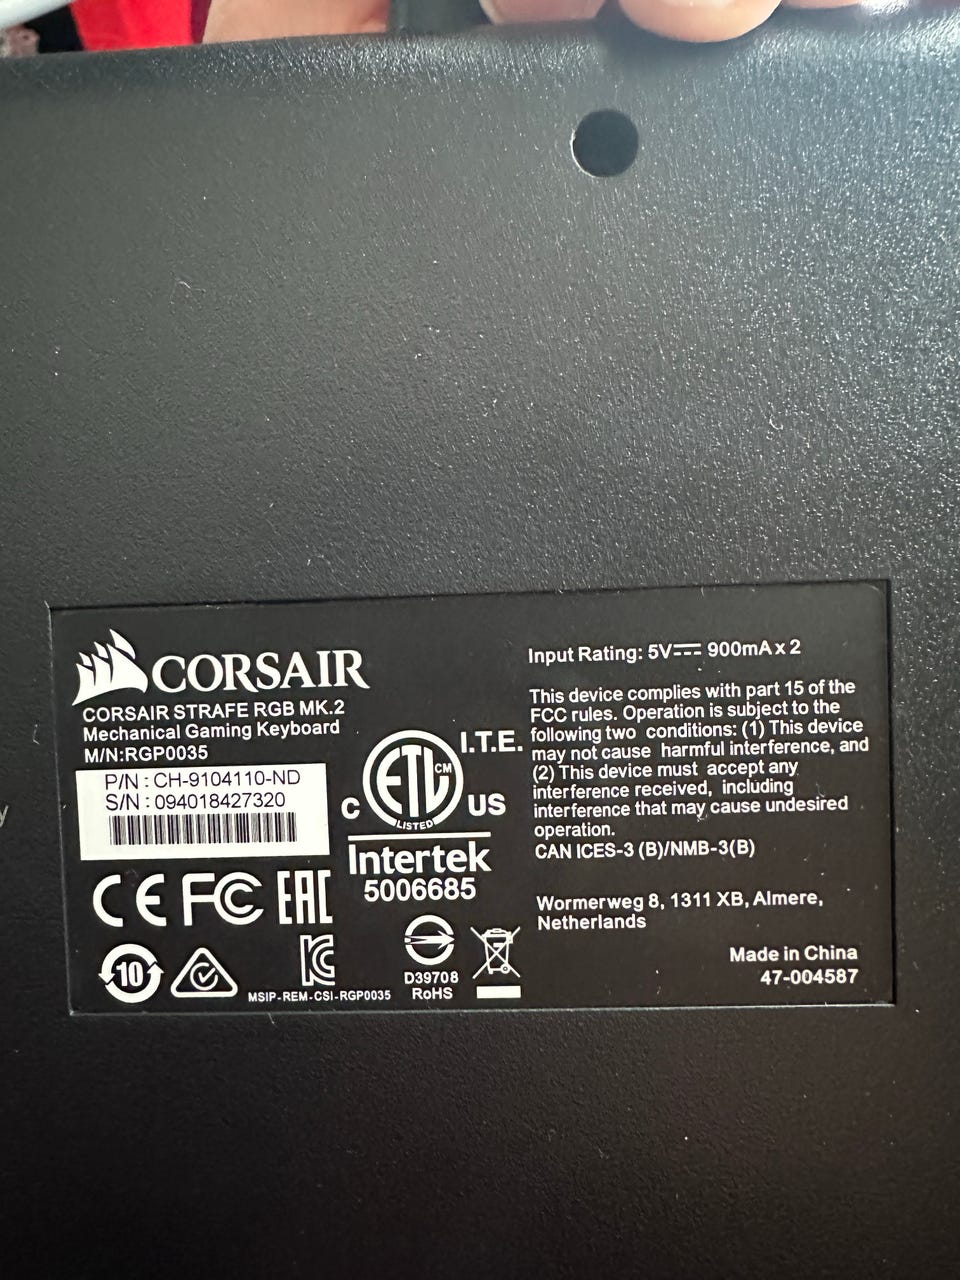 CORSAIR
CORSAIR STRAFE RGB MK.2
Mechanical Gaming Keyboard
M/N:RGP0035
P/N : CH-9104110-ND
S/N : 094018427320
I.T.E.
ETL CM
C US
LISTED
Intertek
5006685
CE FC EAC
10
MSIP-REM-CSI-RGP0035
D39708
RoHS
Input Rating: 5V⎓ 900mA x 2
This device complies with part 15 of the
FCC rules. Operation is subject to the
following two conditions: (1) This device
may not cause harmful interference, and
(2) This device must accept any
interference received, including
interference that may cause undesired
operation.
CAN ICES-3 (B)/NMB-3(B)
Wormerweg 8, 1311 XB, Almere,
Netherlands
Made in China
47-004587